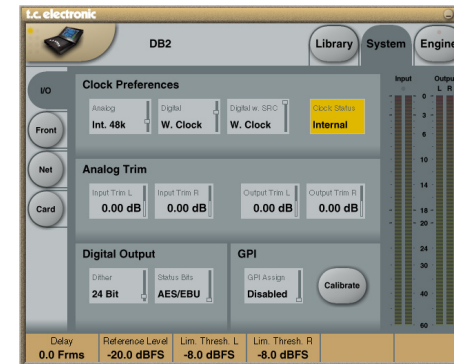 t.c. electronic
DB2
Library
System
Engine
I/O
Front
Net
Card
Clock Preferences
Analog
Int. 48k
Digital
W. Clock
Digital w. SRC
W. Clock
Clock Status
Internal
Analog Trim
Input Trim L
0.00 dB
Input Trim R
0.00 dB
Output Trim L
0.00 dB
Output Trim R
0.00 dB
Digital Output
Dither
24 Bit
Status Bits
AES/EBU
GPI
GPI Assign
Disabled
Calibrate
Input
Outpu
L R
0
3
6
10
14
18
20
24
30
40
60
Delay
0.0 Frms
Reference Level
-20.0 dBFS
Lim. Thresh. L
-8.0 dBFS
Lim. Thresh. R
-8.0 dBFS